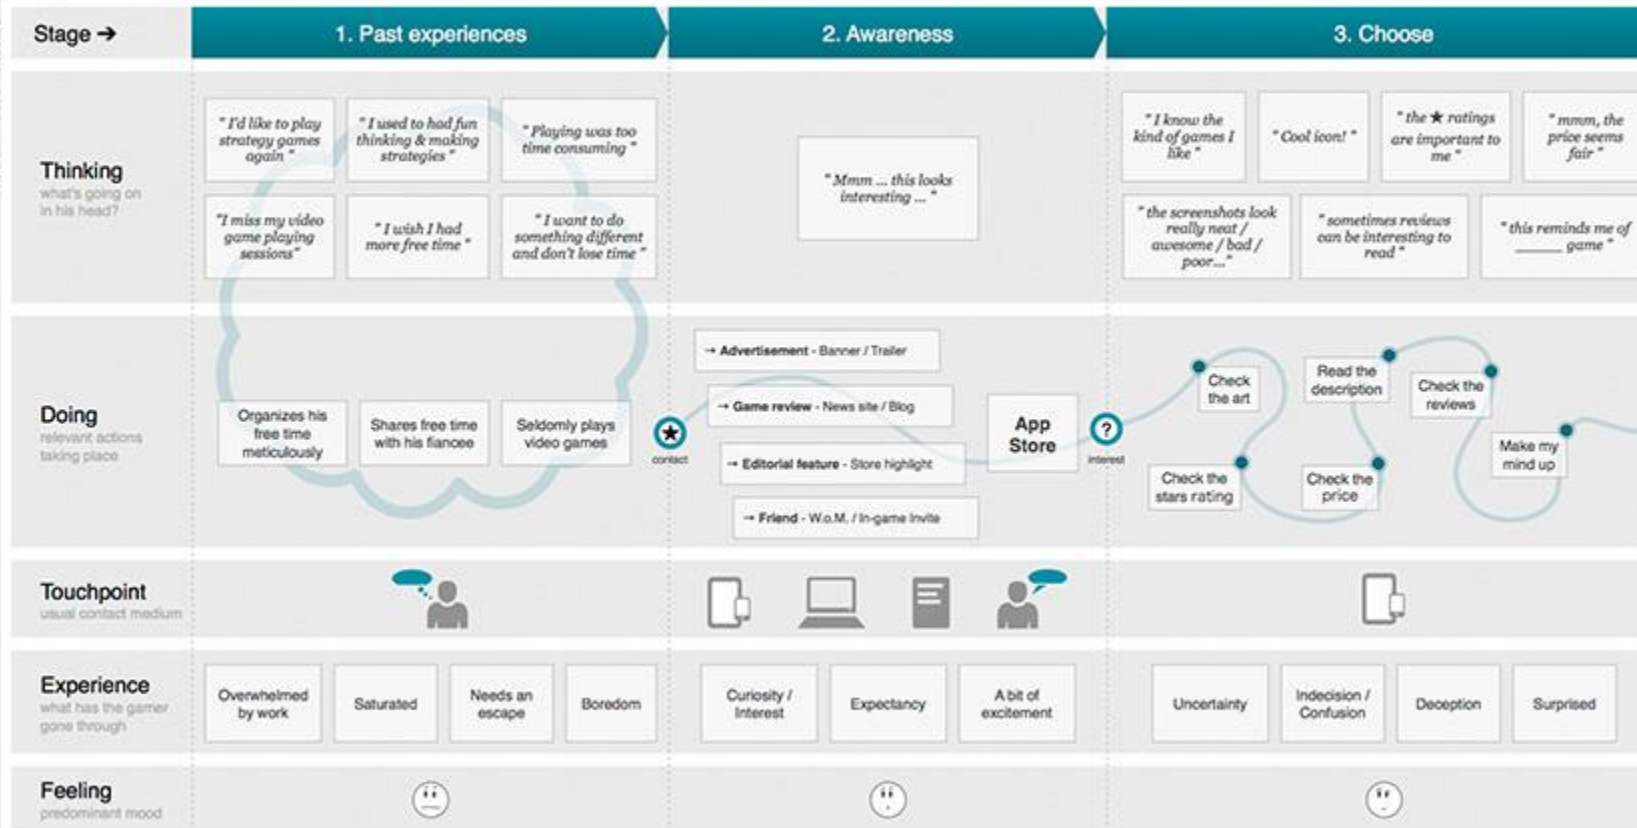 Stage →
1. Past experiences
2. Awareness
3. Choose
Thinking
what's going on
in his head?
" I'd like to play
strategy games
again "
" I used to had fun
thinking & making
strategies "
" Playing was too
time consuming "
"I miss my video
game playing
sessions"
" I wish I had
more free time "
" I want to do
something different
and don't lose time "
" Mmm ... this looks
interesting ... "
" I know the
kind of games I
like "
" Cool icon! "
" the ★ ratings
are important to
me "
" mmm, the
price seems
fair "
" the screenshots look
really neat /
awesome / bad /
poor..."
" sometimes reviews
can be interesting to
read "
" this reminds me of
______ game "
Doing
relevant actions
taking place
Organizes his
free time
meticulously
Shares free time
with his fiancee
Seldomly plays
video games
★
contact
→ Advertisement - Banner / Trailer
→ Game review - News site / Blog
→ Editorial feature - Store highlight
→ Friend - W.o.M. / In-game Invite
App
Store
?
interest
Check
the art
Read the
description
Check the
reviews
Check the
stars rating
Check the
price
Make my
mind up
Touchpoint
usual contact medium
Experience
what has the gamer
gone through
Overwhelmed
by work
Saturated
Needs an
escape
Boredom
Curiosity /
Interest
Expectancy
A bit of
excitement
Uncertainty
Indecision /
Confusion
Deception
Surprised
Feeling
predominant mood